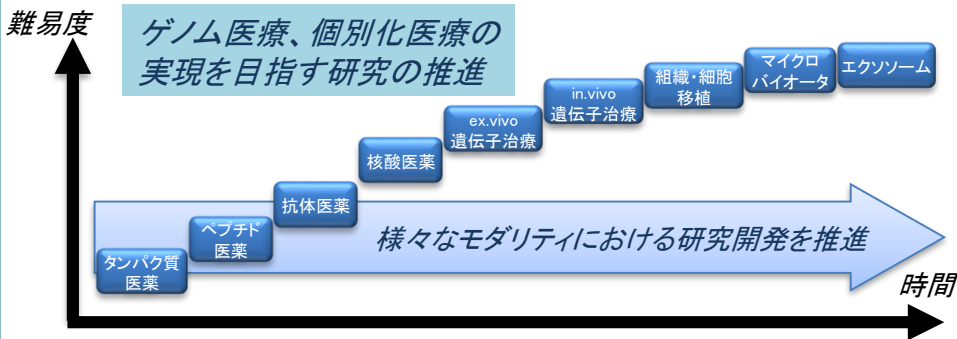 難易度
ゲノム医療、個別化医療の
実現を目指す研究の推進
エクソソーム
マイクロ
バイオータ
組織・細胞
移植
in.vivo
遺伝子治療
ex.vivo
遺伝子治療
核酸医薬
抗体医薬
ペプチド
医薬
タンパク質
医薬
様々なモダリティにおける研究開発を推進
時間